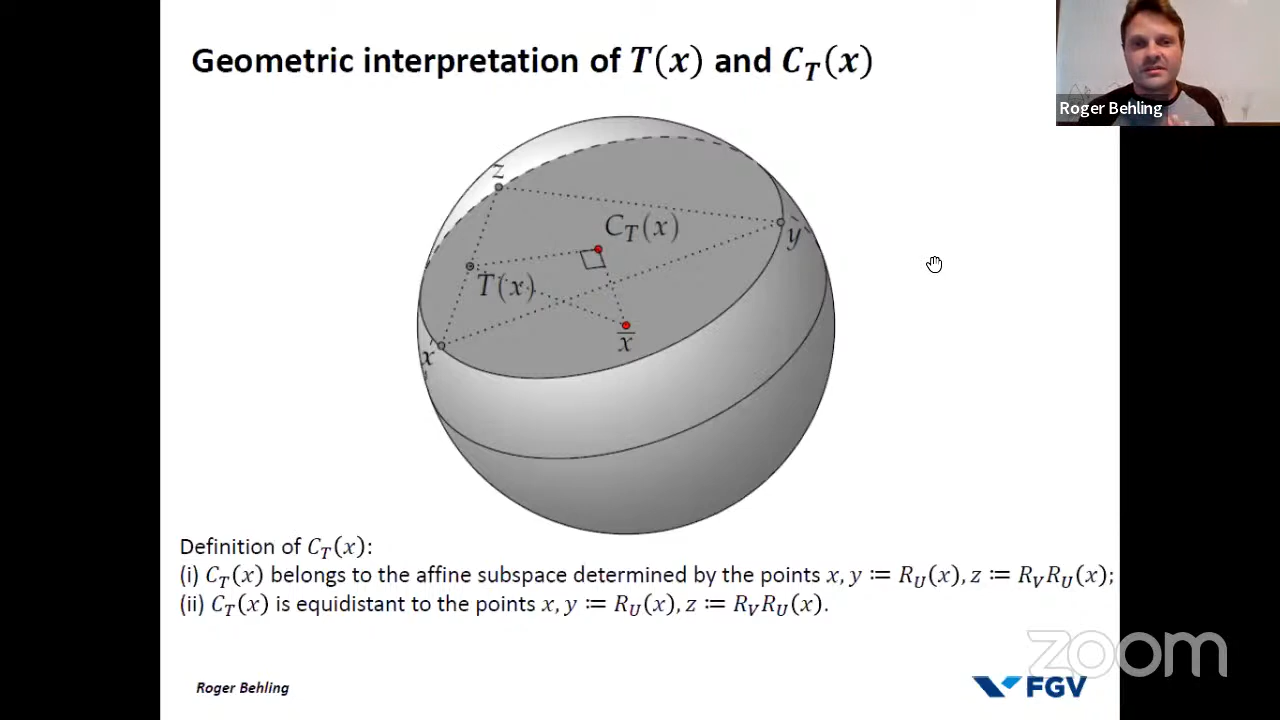 Geometric interpretation of T(x) and C_T(x)
Roger Behling
z
C_T(x)
y
T(x)
x̄
x
Definition of C_T(x):
(i) C_T(x) belongs to the affine subspace determined by the points x, y ≔ R_U(x), z ≔ R_V R_U(x);
(ii) C_T(x) is equidistant to the points x, y ≔ R_U(x), z ≔ R_V R_U(x).
zoom
Roger Behling
FGV